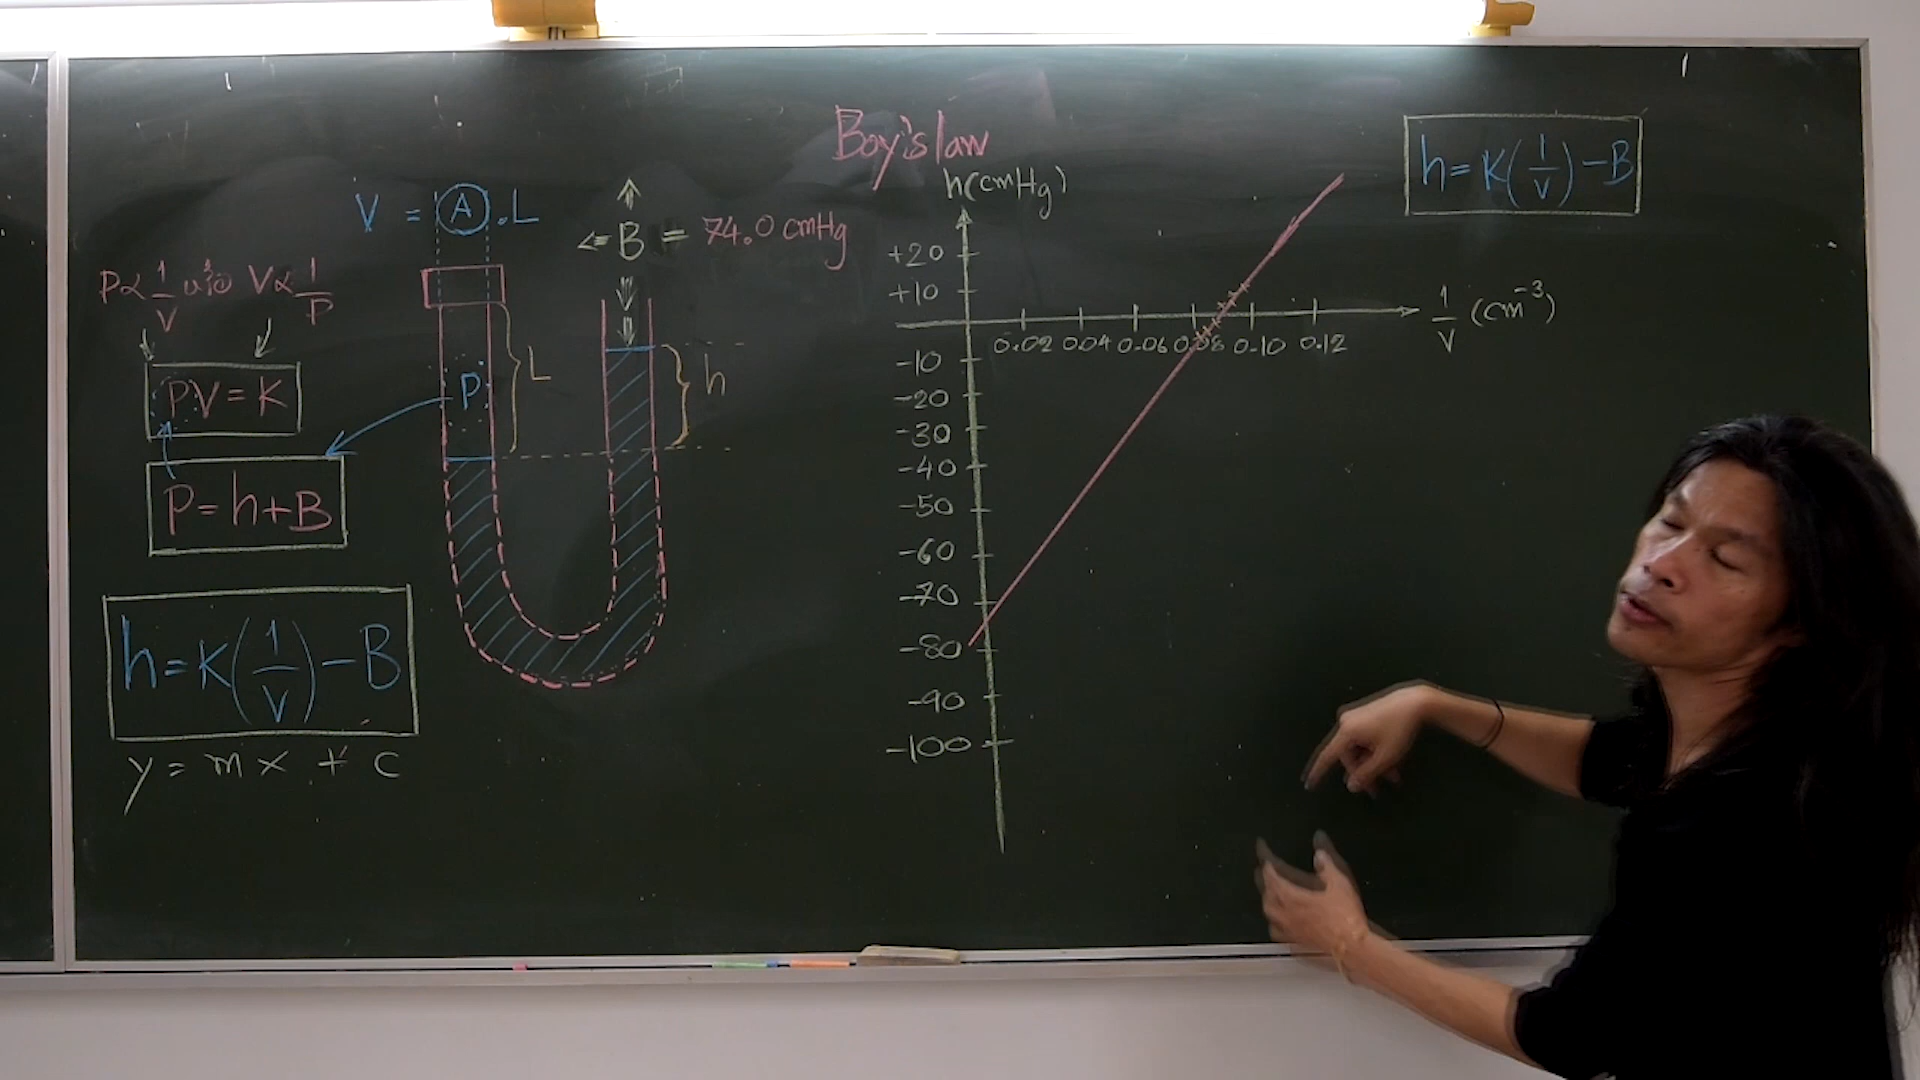 Boy'slaw
V = A.L
B = 74.0 cmHg
P∝1/V หรือ V∝1/P
PV=K
P=h+B
h=K(1/V)-B
y = mx + c
P
L
h
h(cmHg)
+20
+10
-10
-20
-30
-40
-50
-60
-70
-80
-90
-100
0.02 0.04 0.06 0.08 0.10 0.12
1/V (cm⁻³)
h=K(1/V)-B